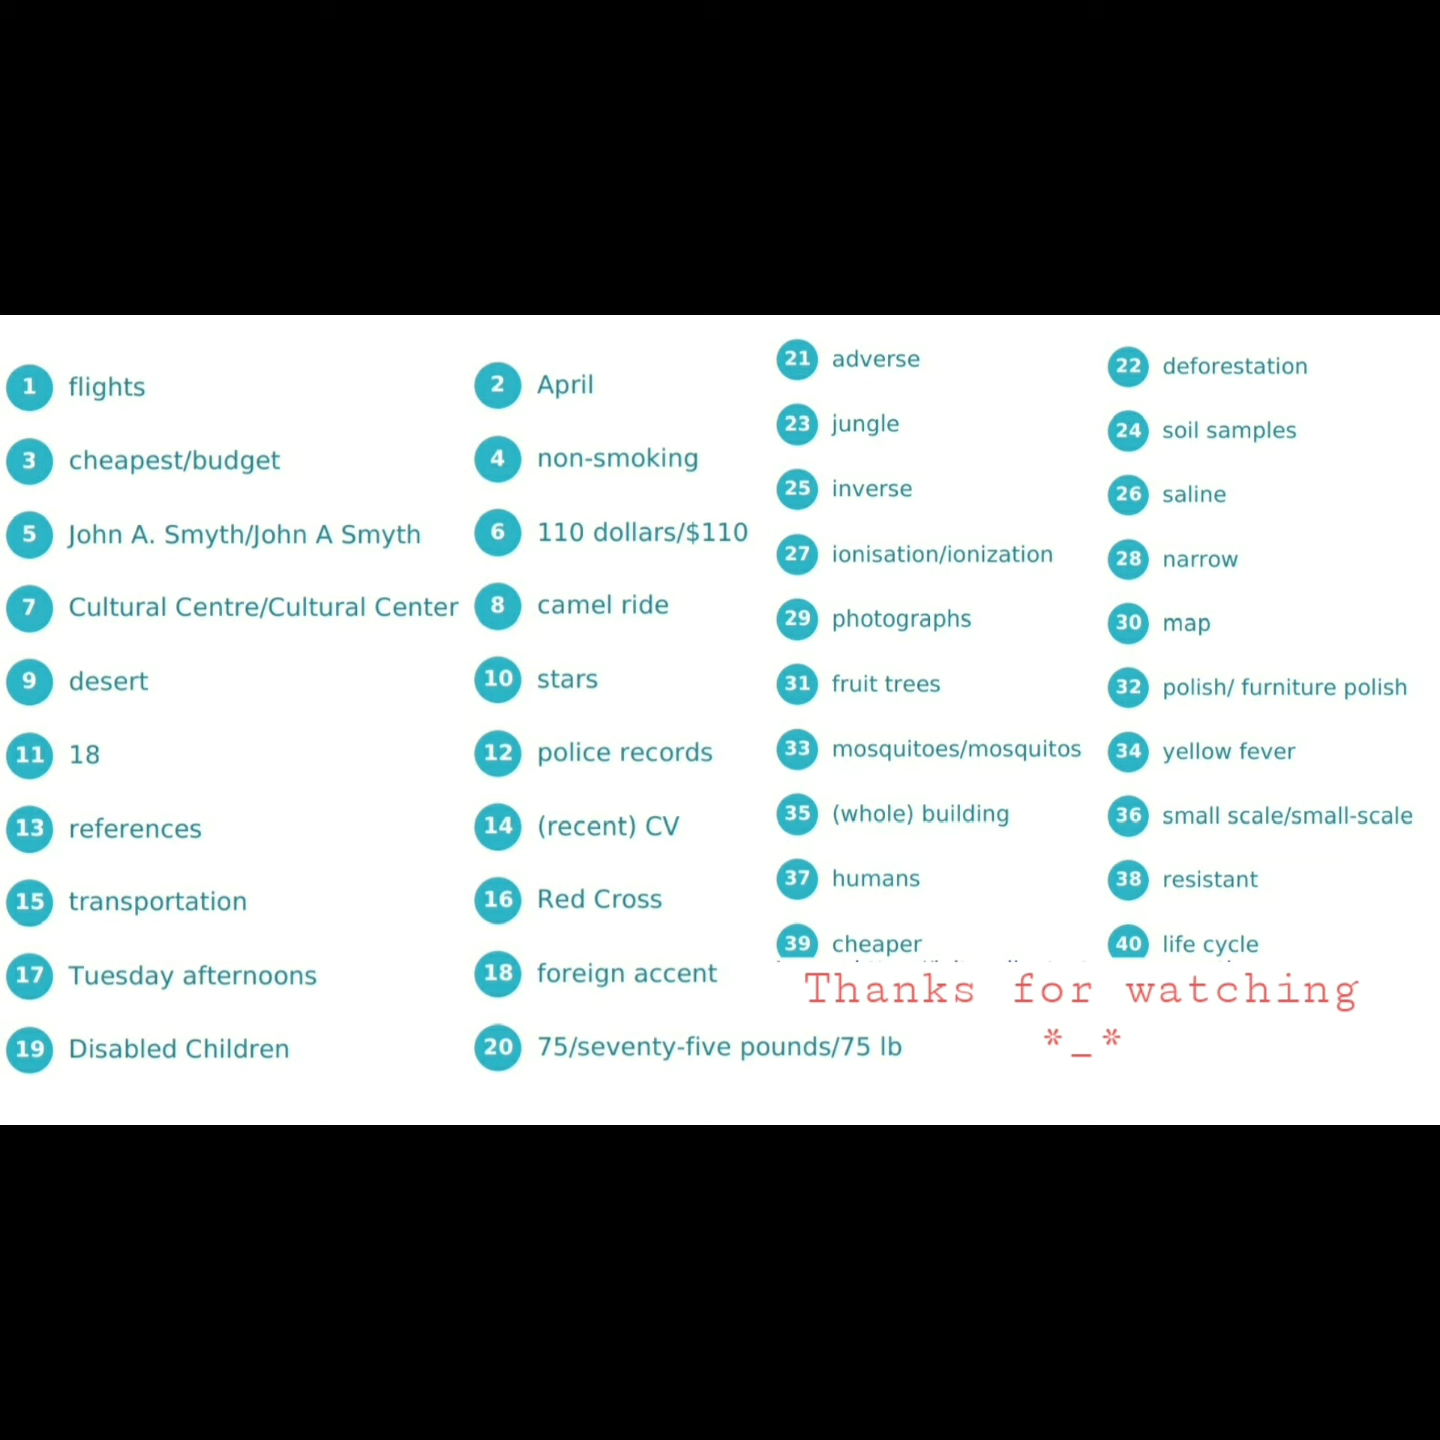 1 flights
2 April
3 cheapest/budget
4 non-smoking
5 John A. Smyth/John A Smyth
6 110 dollars/$110
7 Cultural Centre/Cultural Center
8 camel ride
9 desert
10 stars
11 18
12 police records
13 references
14 (recent) CV
15 transportation
16 Red Cross
17 Tuesday afternoons
18 foreign accent
19 Disabled Children
20 75/seventy-five pounds/75 lb
21 adverse
22 deforestation
23 jungle
24 soil samples
25 inverse
26 saline
27 ionisation/ionization
28 narrow
29 photographs
30 map
31 fruit trees
32 polish/ furniture polish
33 mosquitoes/mosquitos
34 yellow fever
35 (whole) building
36 small scale/small-scale
37 humans
38 resistant
39 cheaper
40 life cycle
Thanks for watching
*_*